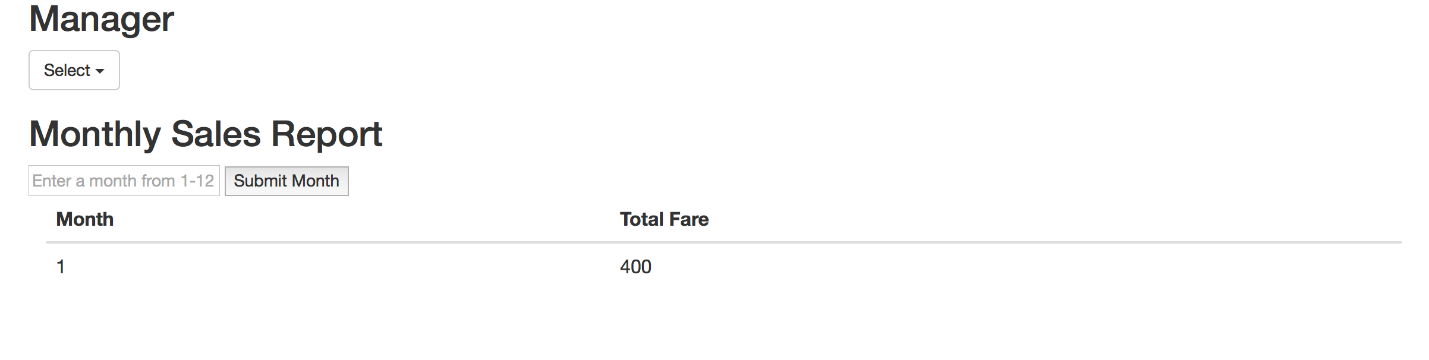 Manager
Select
Monthly Sales Report
Enter a month from 1-12 Submit Month
Month Total Fare
1 400